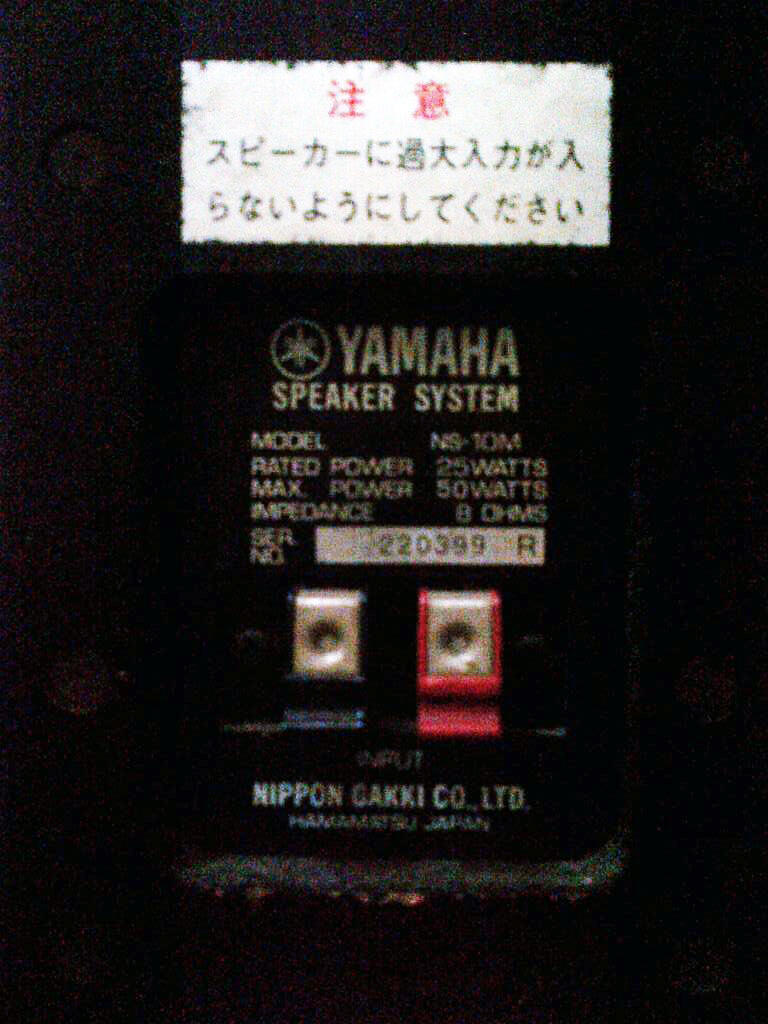 注 意
スピーカーに過大入力が入
らないようにしてください
YAMAHA
SPEAKER SYSTEM
MODEL NS-10M
RATED POWER 25WATTS
MAX. POWER 50WATTS
IMPEDANCE 8 OHMS
SER. NO. 220399 R
INPUT
NIPPON GAKKI CO.,LTD.
HAMAMATSU JAPAN